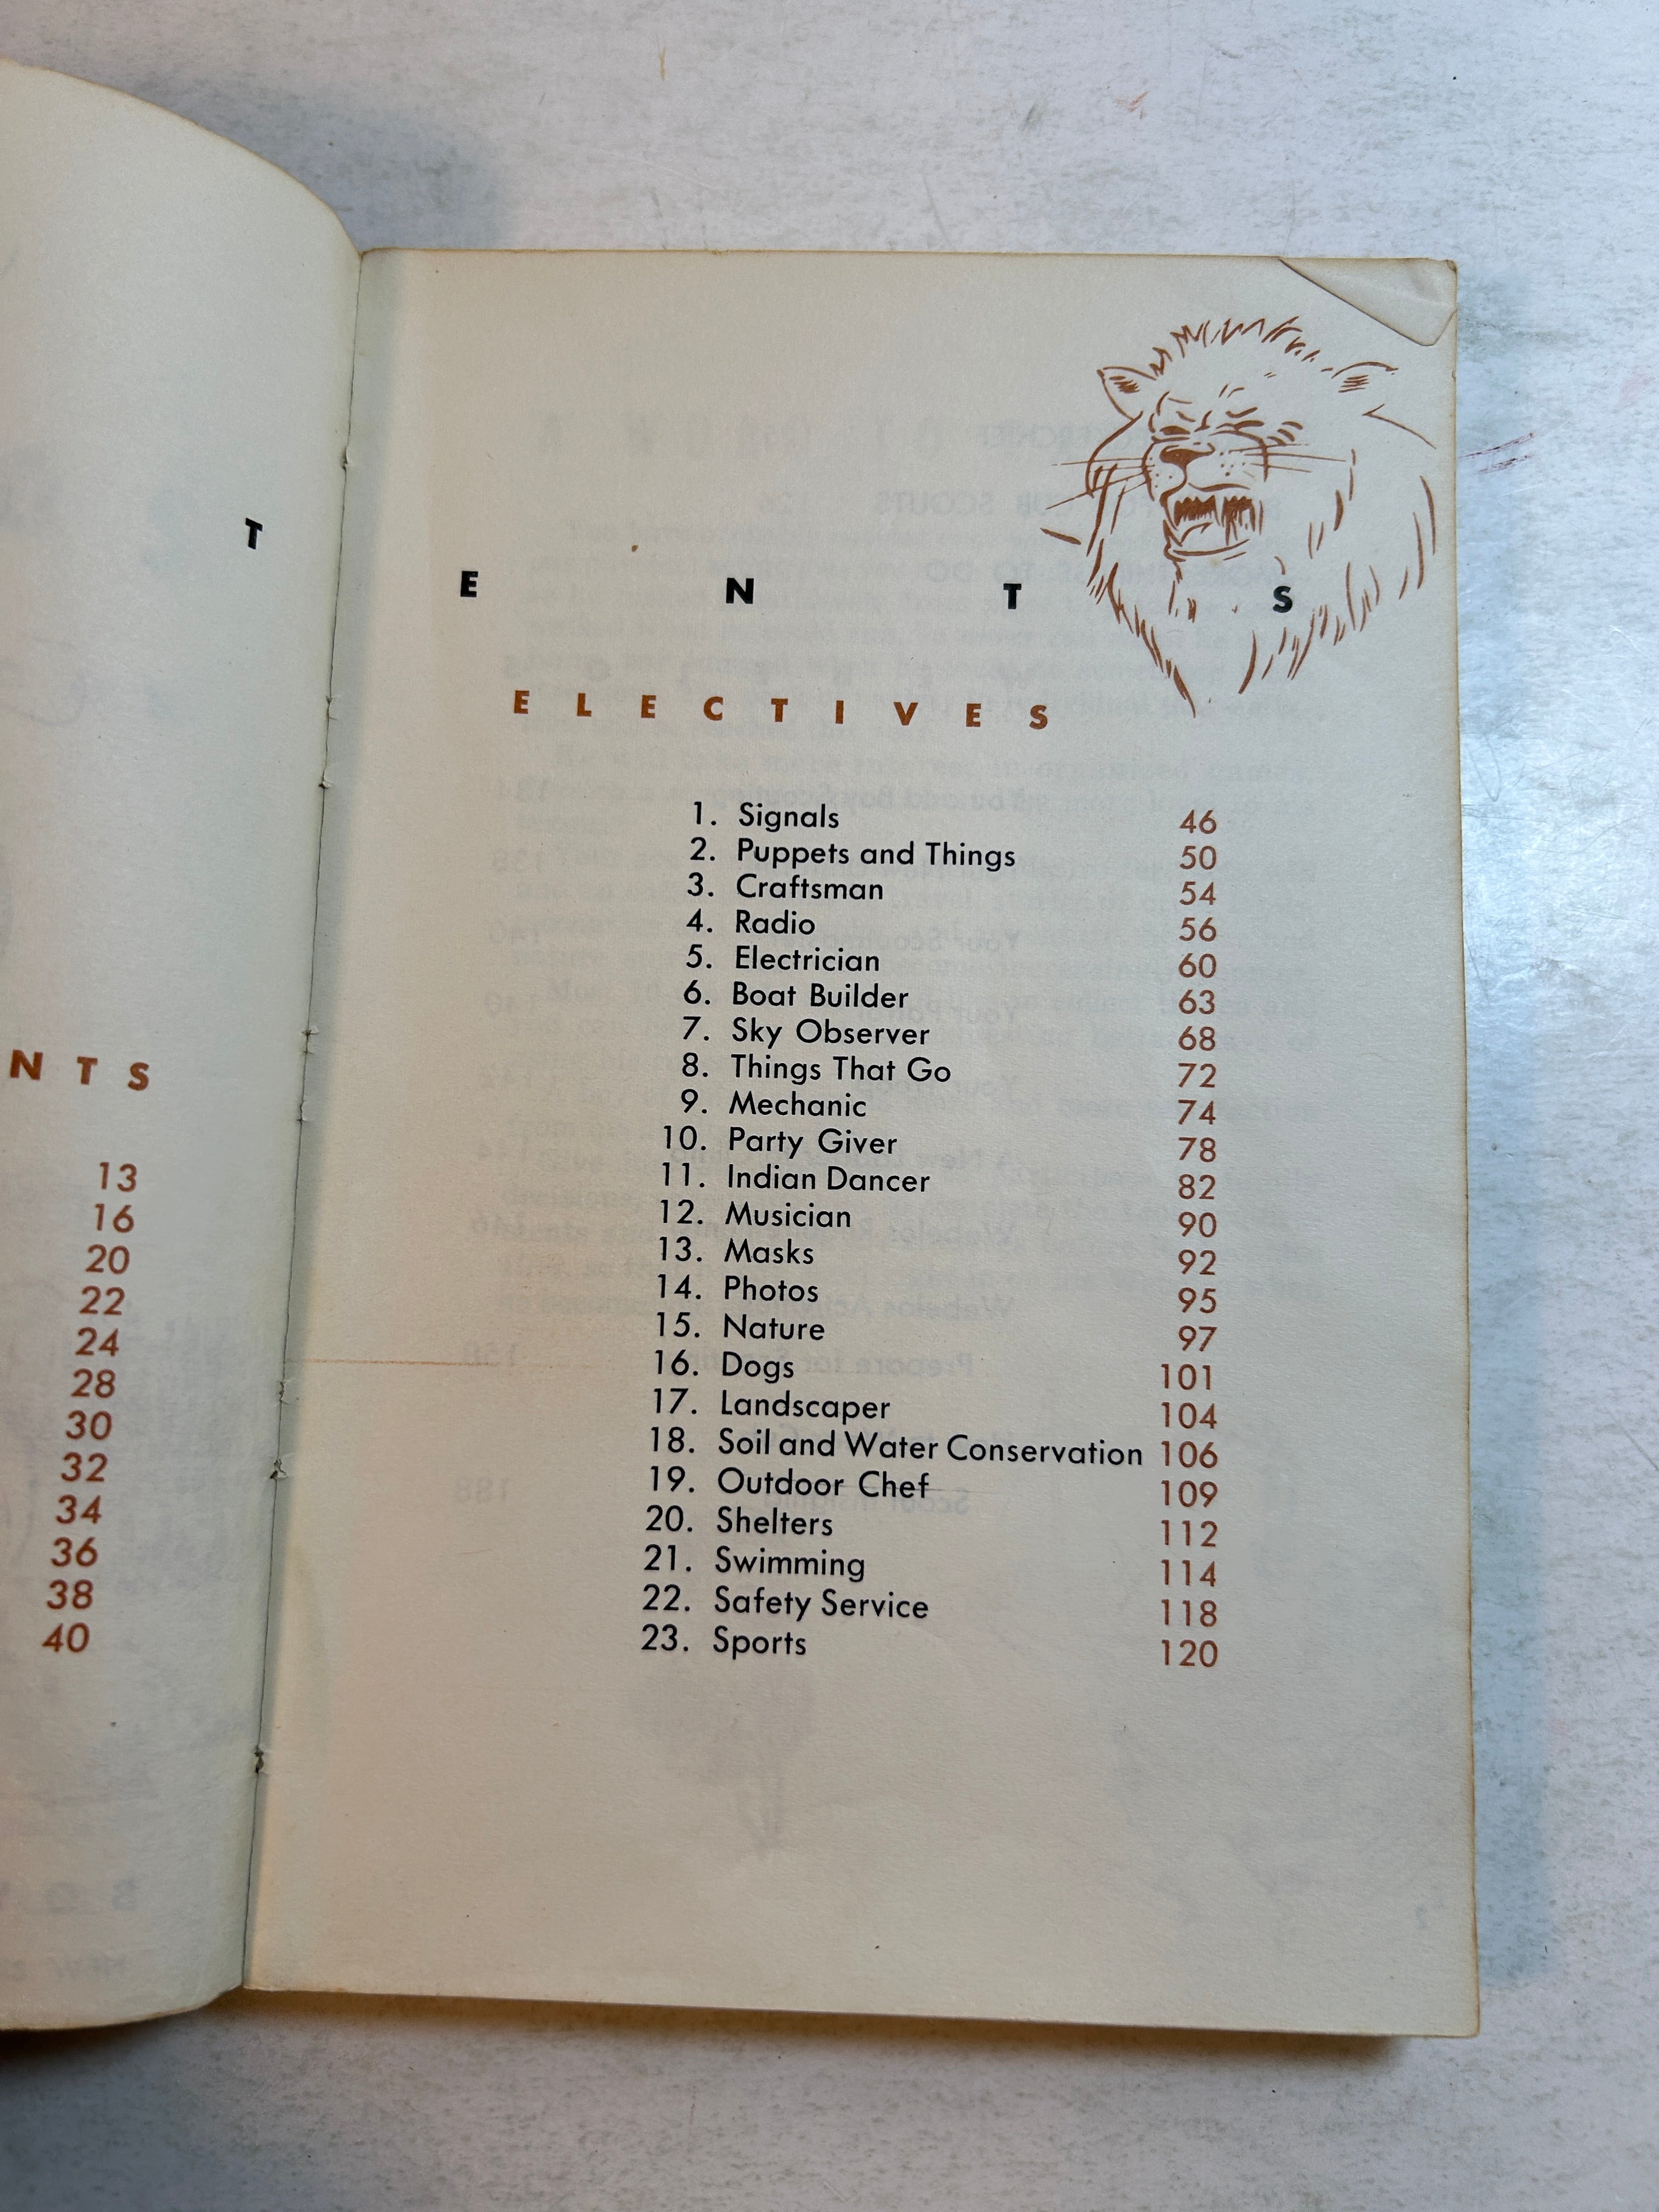 T
NTS
13
16
20
22
24
28
30
32
34
36
38
40
E N T S
ELECTIVES
1. Signals 46
2. Puppets and Things 50
3. Craftsman 54
4. Radio 56
5. Electrician 60
6. Boat Builder 63
7. Sky Observer 68
8. Things That Go 72
9. Mechanic 74
10. Party Giver 78
11. Indian Dancer 82
12. Musician 90
13. Masks 92
14. Photos 95
15. Nature 97
16. Dogs 101
17. Landscaper 104
18. Soil and Water Conservation 106
19. Outdoor Chef 109
20. Shelters 112
21. Swimming 114
22. Safety Service 118
23. Sports 120